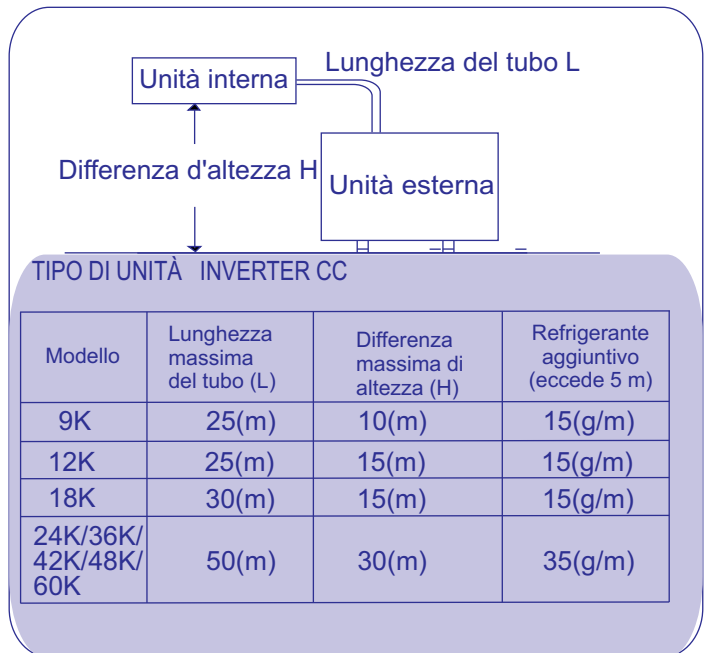 Lunghezza del tubo L
Unità interna
Differenza d'altezza H
Unità esterna
TIPO DI UNITÀ INVERTER CC
Modello
Lunghezza
massima
del tubo (L)
Differenza
massima di
altezza (H)
Refrigerante
aggiuntivo
(eccede 5 m)
9K 25(m) 10(m) 15(g/m)
12K 25(m) 15(m) 15(g/m)
18K 30(m) 15(m) 15(g/m)
24K/36K/
42K/48K/
60K
50(m) 30(m) 35(g/m)